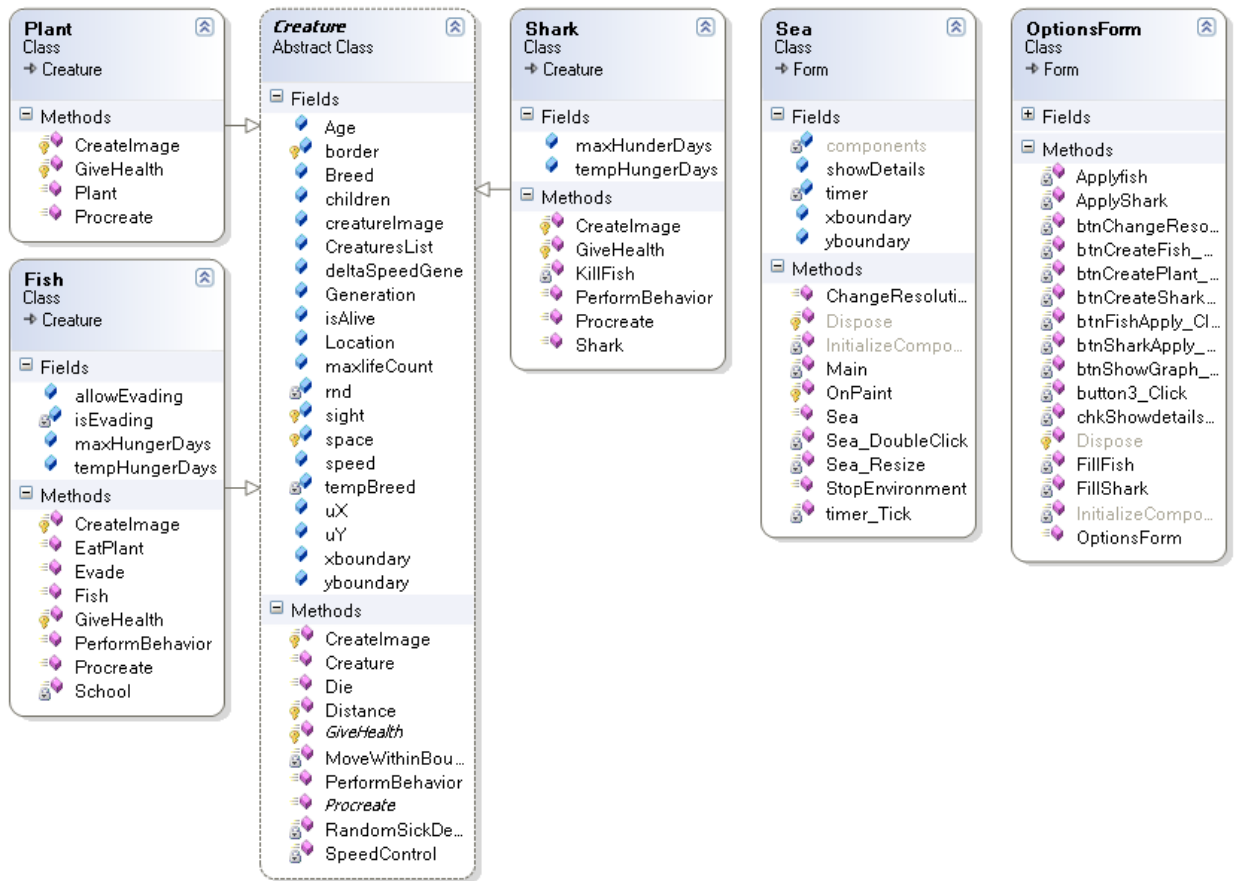 Plant
Class
Creature
Methods
CreateImage
GiveHealth
Plant
Procreate
Fish
Class
Creature
Fields
allowEvading
isEvading
maxHungerDays
tempHungerDays
Methods
CreateImage
EatPlant
Evade
Fish
GiveHealth
PerformBehavior
Procreate
School
Creature
Abstract Class
Fields
Age
border
Breed
children
creatureImage
CreaturesList
deltaSpeedGene
Generation
isAlive
Location
maxlifeCount
rnd
sight
space
speed
tempBreed
uX
uY
xboundary
yboundary
Methods
CreateImage
Creature
Die
Distance
GiveHealth
MoveWithinBou...
PerformBehavior
Procreate
RandomSickDe...
SpeedControl
Shark
Class
Creature
Fields
maxHunderDays
tempHungerDays
Methods
CreateImage
GiveHealth
KillFish
PerformBehavior
Procreate
Shark
Sea
Class
Form
Fields
components
showDetails
timer
xboundary
yboundary
Methods
ChangeResoluti...
Dispose
InitializeCompo...
Main
OnPaint
Sea
Sea_DoubleClick
Sea_Resize
StopEnvironment
timer_Tick
OptionsForm
Class
Form
Fields
Methods
Applyfish
ApplyShark
btnChangeReso...
btnCreateFish_...
btnCreatePlant_...
btnCreateShark...
btnFishApply_Cl...
btnSharkApply_...
btnShowGraph_...
button3_Click
chkShowdetails...
Dispose
FillFish
FillShark
InitializeCompo...
OptionsForm